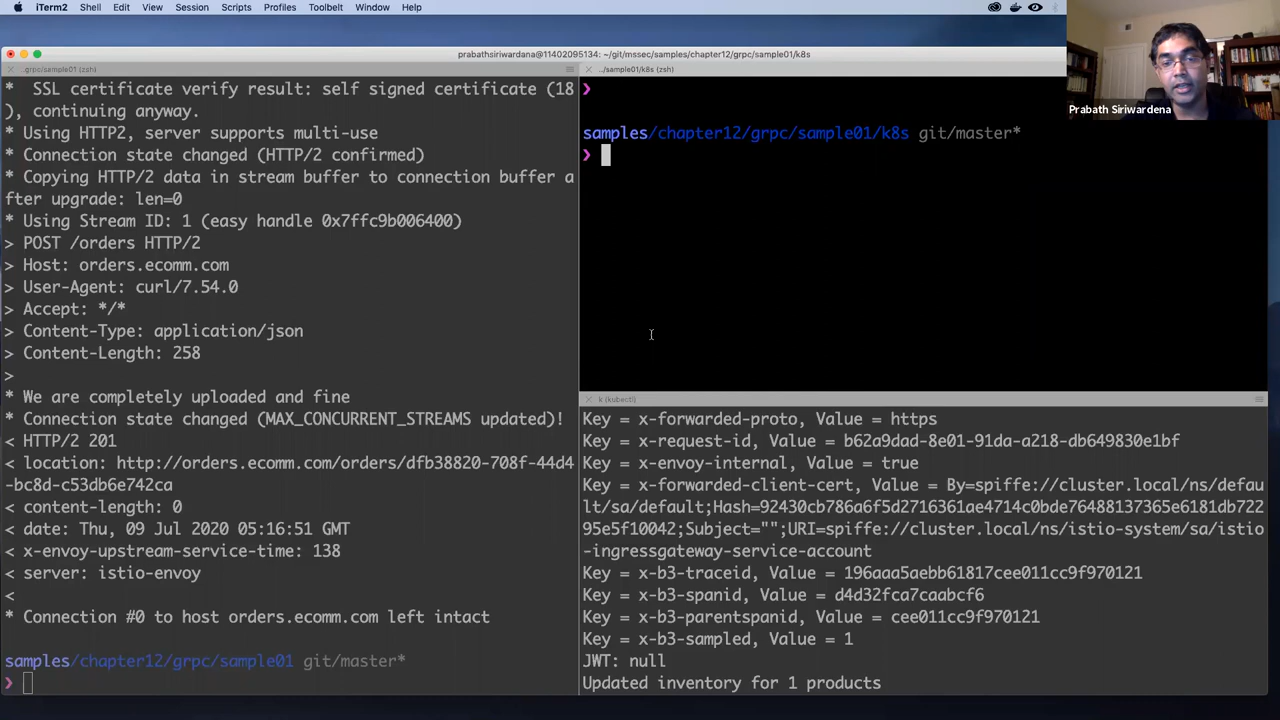 iTerm2 Shell Edit View Session Scripts Profiles Toolbelt Window Help
prabathsiriwardana@11402095134: ~/git/mssec/samples/chapter12/grpc/sample01/k8s
..grpc/sample01 (zsh)
* SSL certificate verify result: self signed certificate (18
), continuing anyway.
* Using HTTP2, server supports multi-use
* Connection state changed (HTTP/2 confirmed)
* Copying HTTP/2 data in stream buffer to connection buffer a
fter upgrade: len=0
* Using Stream ID: 1 (easy handle 0x7ffc9b006400)
> POST /orders HTTP/2
> Host: orders.ecomm.com
> User-Agent: curl/7.54.0
> Accept: */*
> Content-Type: application/json
> Content-Length: 258
>
* We are completely uploaded and fine
* Connection state changed (MAX_CONCURRENT_STREAMS updated)!
< HTTP/2 201
< location: http://orders.ecomm.com/orders/dfb38820-708f-44d4
-bc8d-c53db6e742ca
< content-length: 0
< date: Thu, 09 Jul 2020 05:16:51 GMT
< x-envoy-upstream-service-time: 138
< server: istio-envoy
<
* Connection #0 to host orders.ecomm.com left intact
samples/chapter12/grpc/sample01 git/master*
❯
../sample01/k8s (zsh)
❯
samples/chapter12/grpc/sample01/k8s git/master*
❯
k (kubectl)
Key = x-forwarded-proto, Value = https
Key = x-request-id, Value = b62a9dad-8e01-91da-a218-db649830e1bf
Key = x-envoy-internal, Value = true
Key = x-forwarded-client-cert, Value = By=spiffe://cluster.local/ns/defau
lt/sa/default;Hash=92430cb786a6f5d2716361ae4714c0bde76488137365e6181db722
95e5f10042;Subject="";URI=spiffe://cluster.local/ns/istio-system/sa/istio
-ingressgateway-service-account
Key = x-b3-traceid, Value = 196aaa5aebb61817cee011cc9f970121
Key = x-b3-spanid, Value = d4d32fca7caabcf6
Key = x-b3-parentspanid, Value = cee011cc9f970121
Key = x-b3-sampled, Value = 1
JWT: null
Updated inventory for 1 products
Prabath Siriwardena